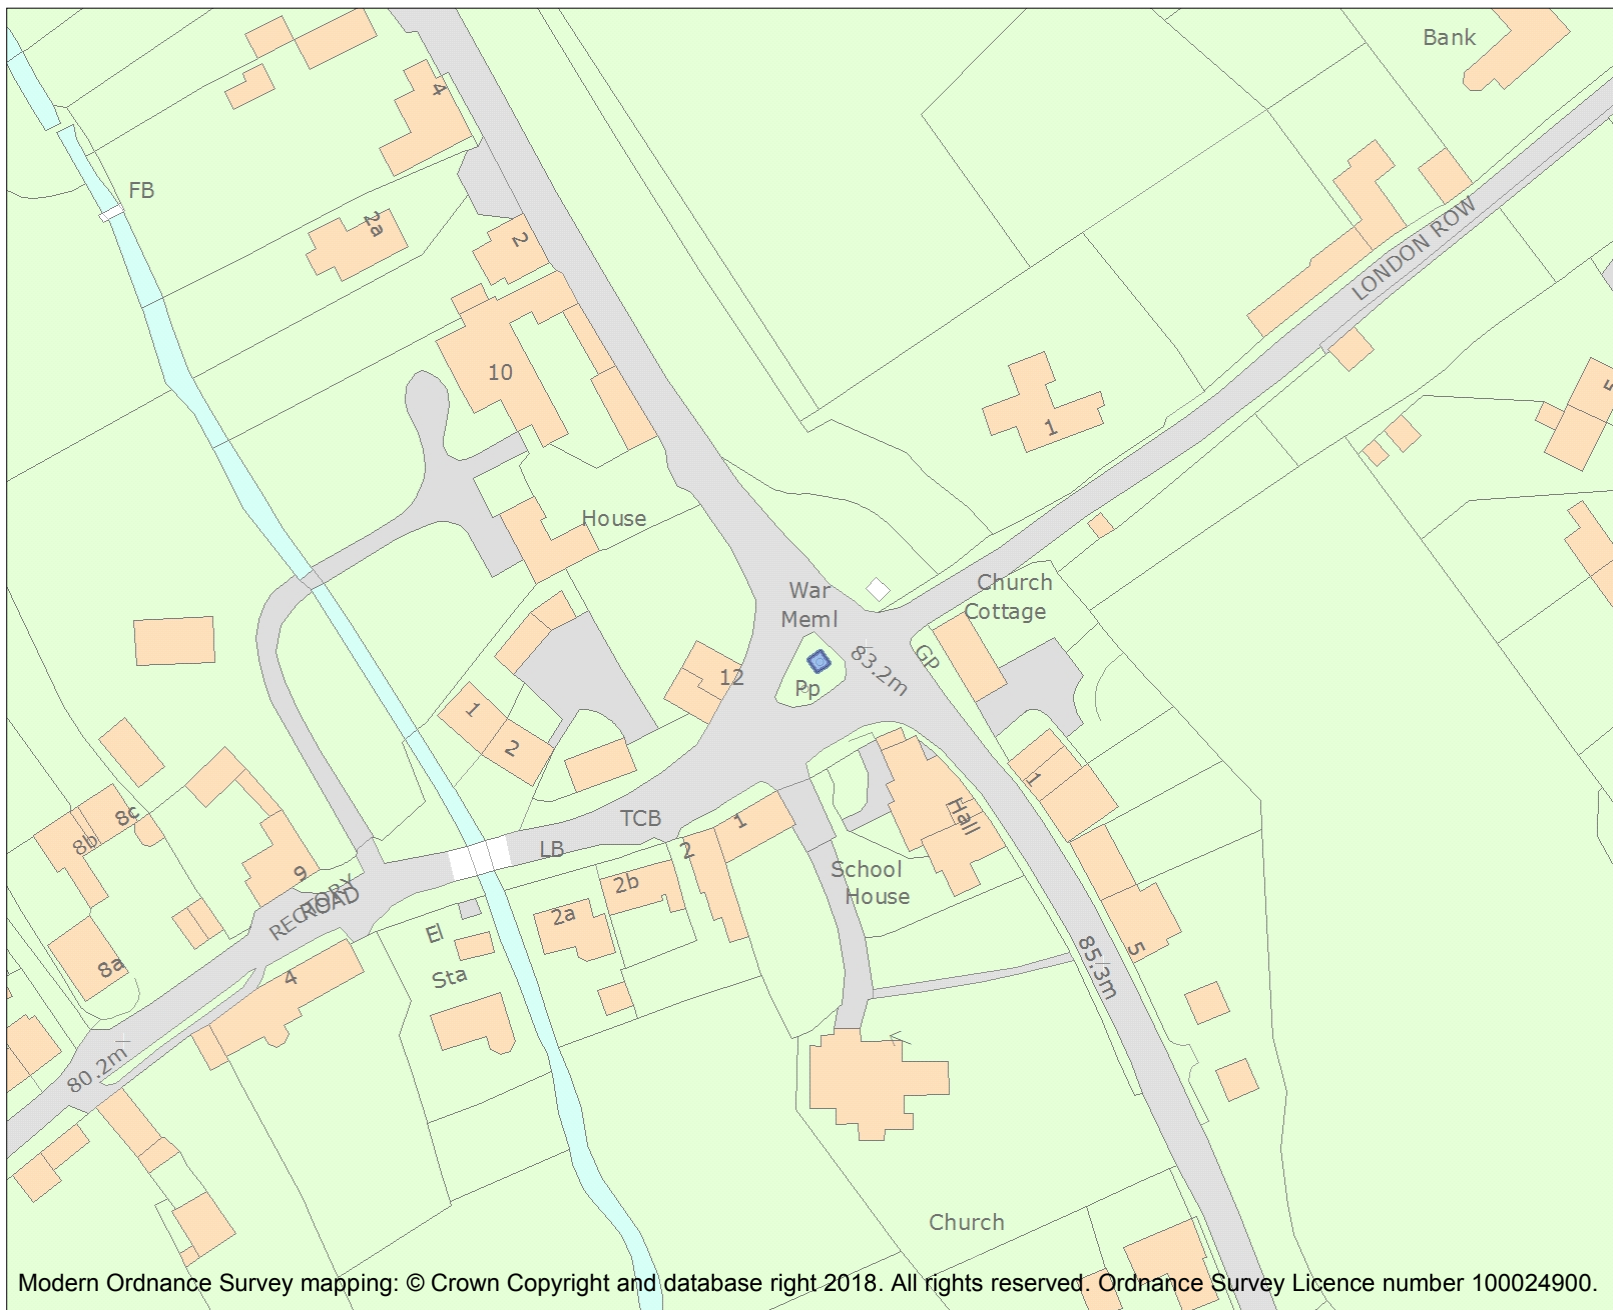 Bank
4
FB
2a
2
LONDON ROW
10
1
5
House
War
Meml
Church
Cottage
GP
83.2m
12
Pp
1
2
1
TCB
1
Hall
8c
8b
LB
2
School
House
9
2b
RECTORY
ROAD
2a
El
Sta
5
85.3m
8a
4
80.2m
Church
Modern Ordnance Survey mapping: © Crown Copyright and database right 2018. All rights reserved. Ordnance Survey Licence number 100024900.